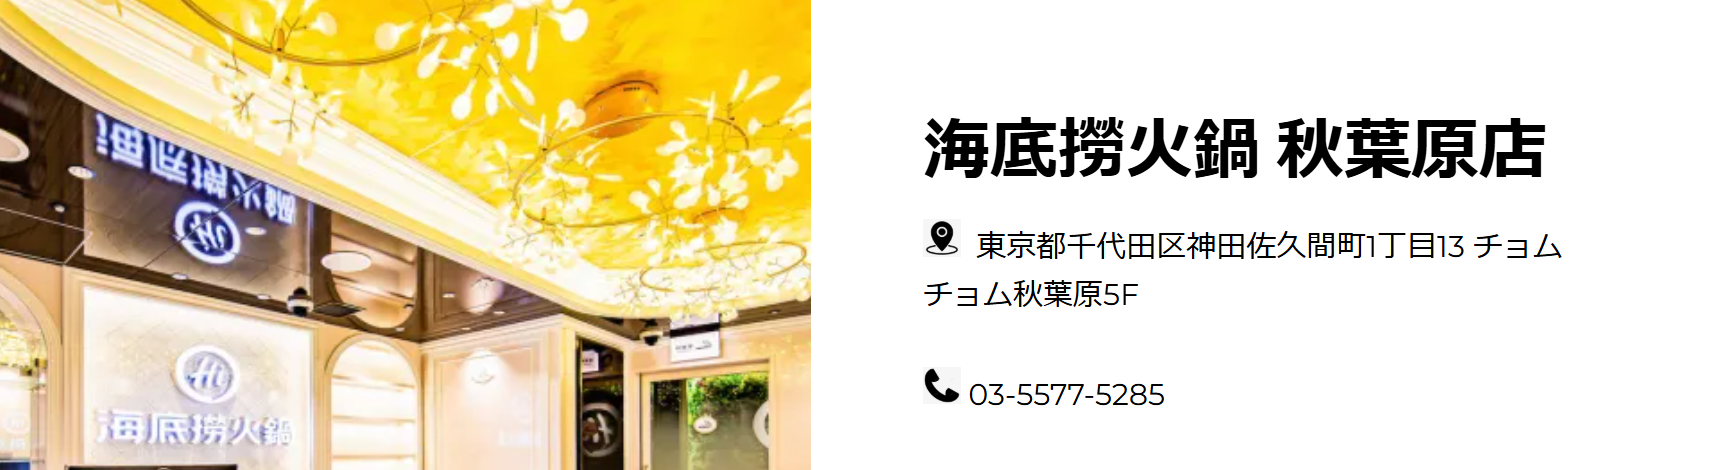 海底撈火鍋
Hi
海底撈火鍋 秋葉原店
東京都千代田区神田佐久間町1丁目13 チョム
チョム秋葉原5F
03-5577-5285